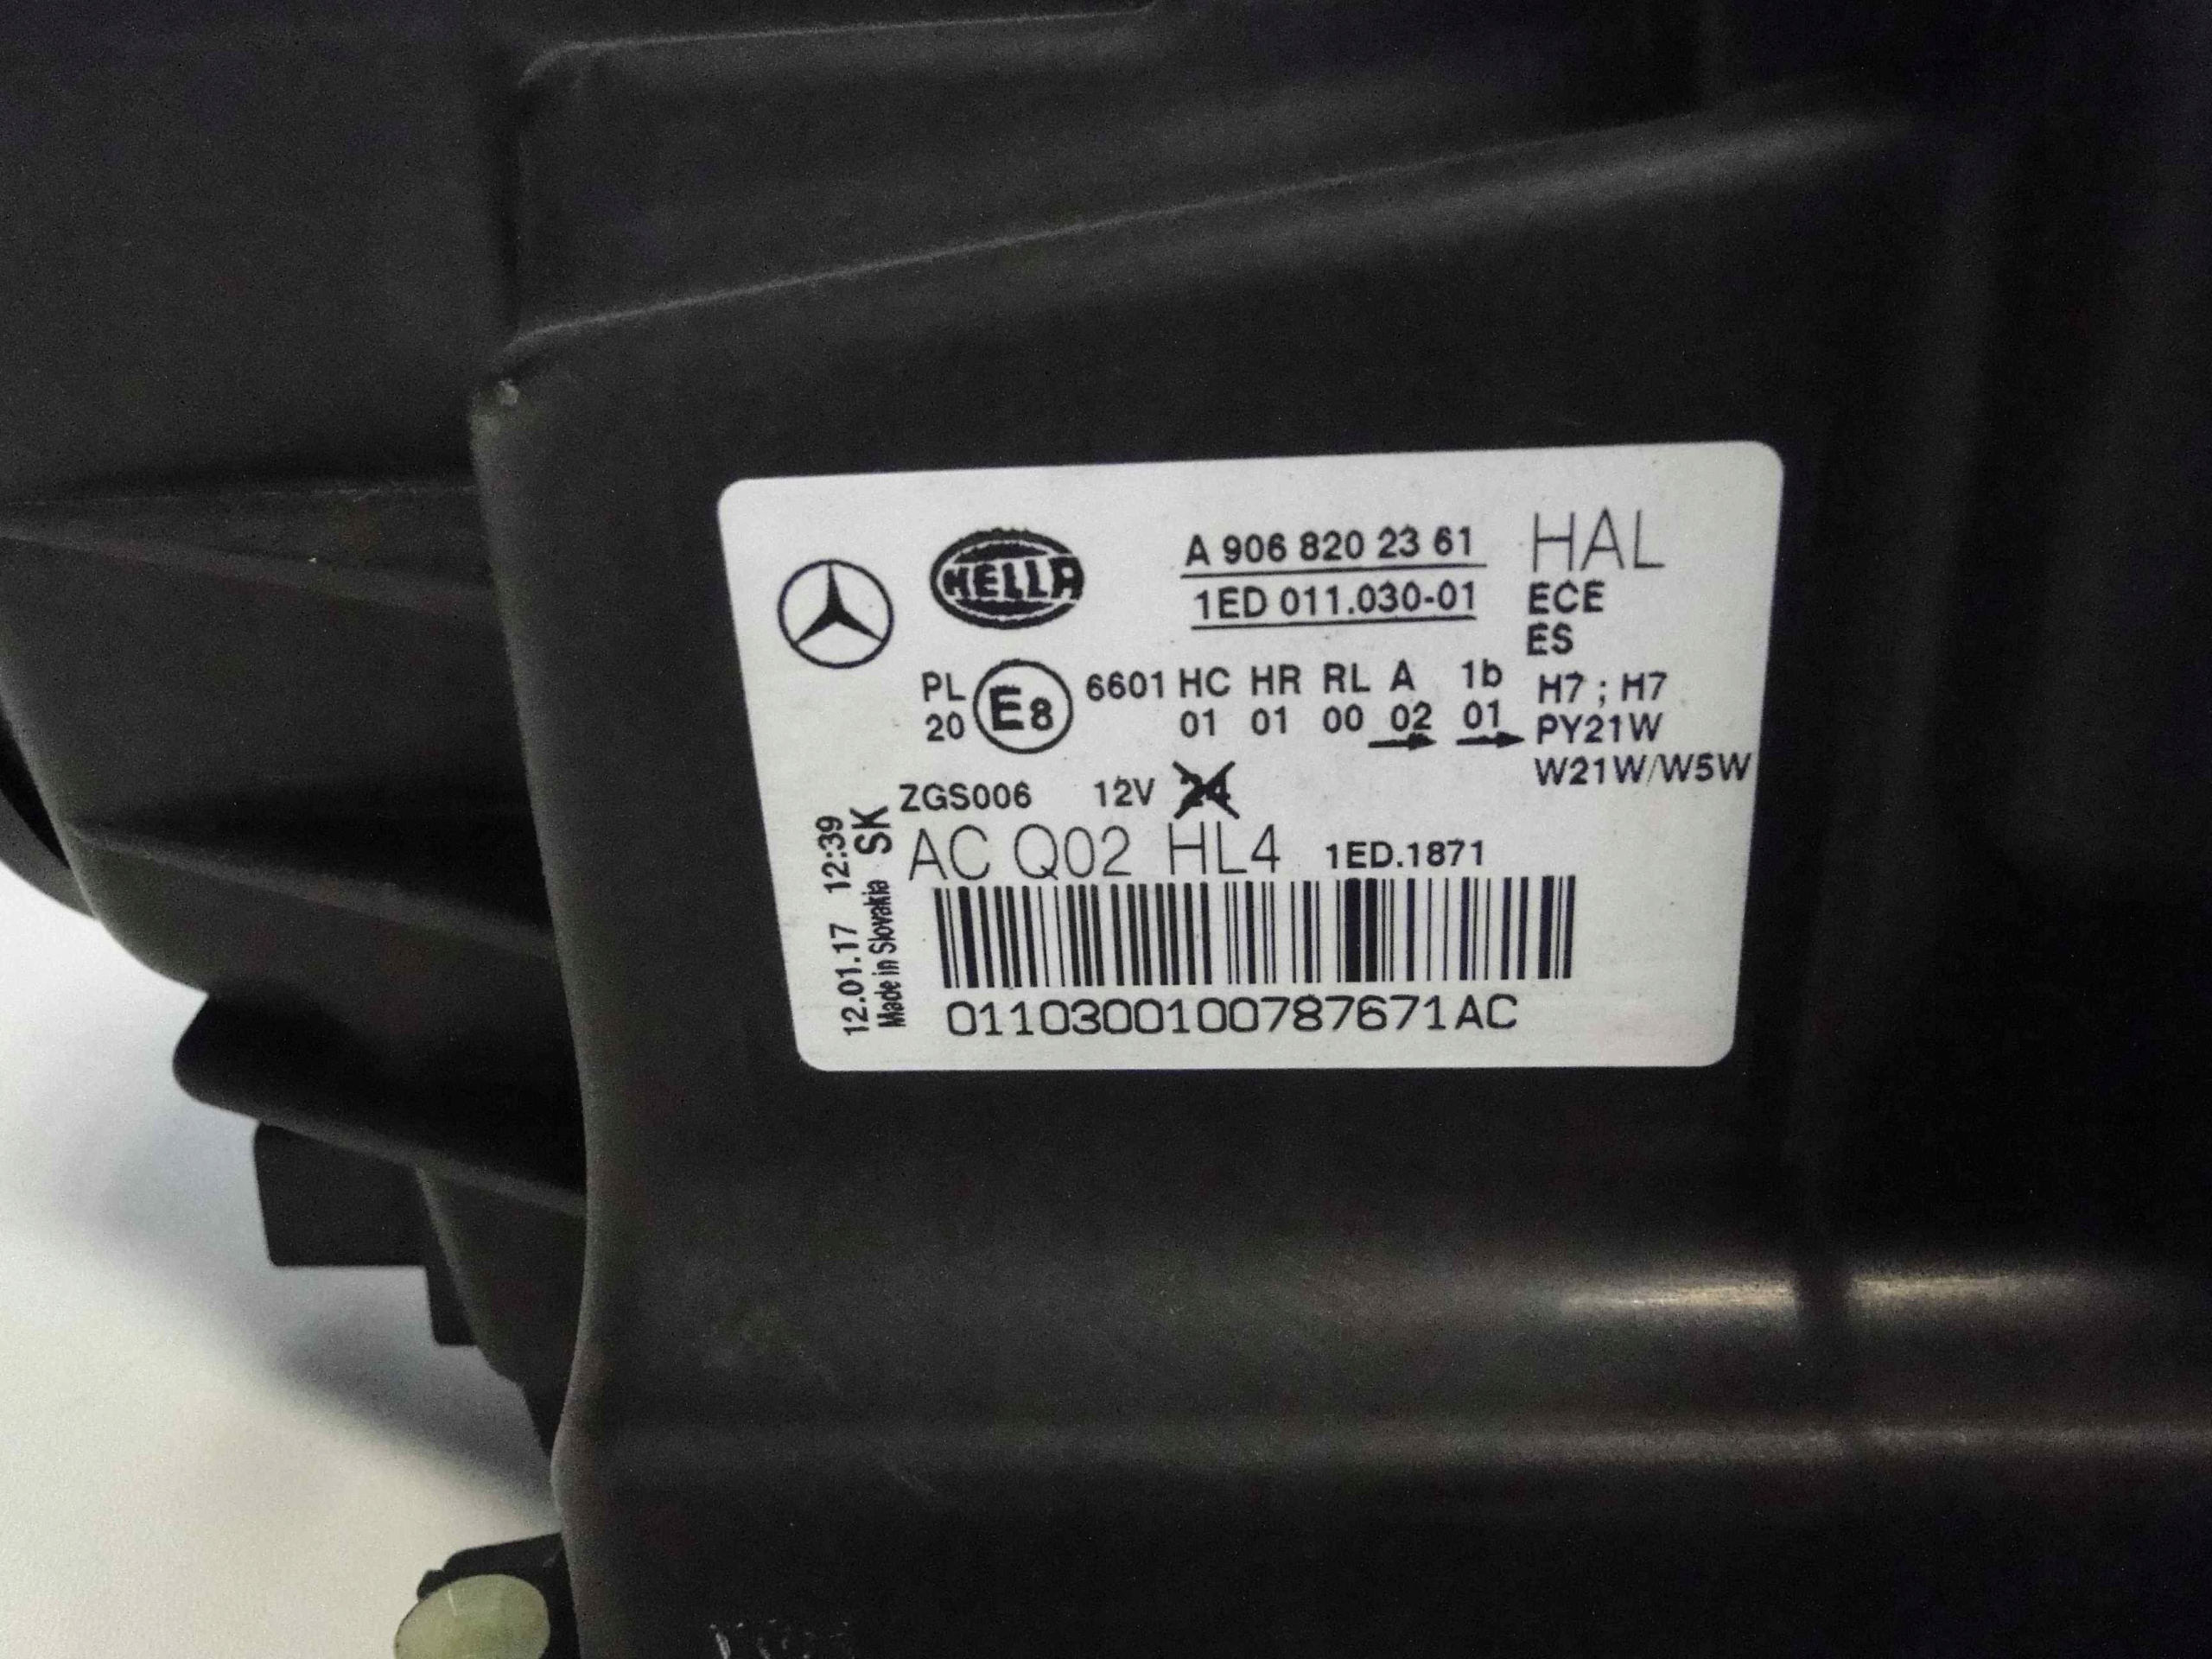 HELLA
A 906 820 23 61
HAL
1ED 011.030-01
ECE
ES
PL
20
E8
6601 HC HR RL A 1b
01 01 00 02 01
H7 ; H7
PY21W
W21W/W5W
ZGS006 12V 24
AC Q02 HL4 1ED.1871
12.01.17 12:39
Made in Slovakia SK
0110300100787671AC